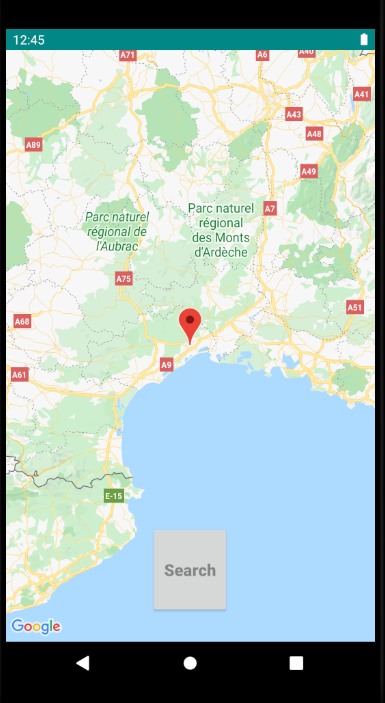 12:45
A71
A6
A40
A41
A43
A48
A89
A49
Parc naturel
régional
des Monts
d'Ardèche
A7
Parc naturel
régional de
l'Aubrac
A75
A51
A68
A9
A61
E-15
Search
Google